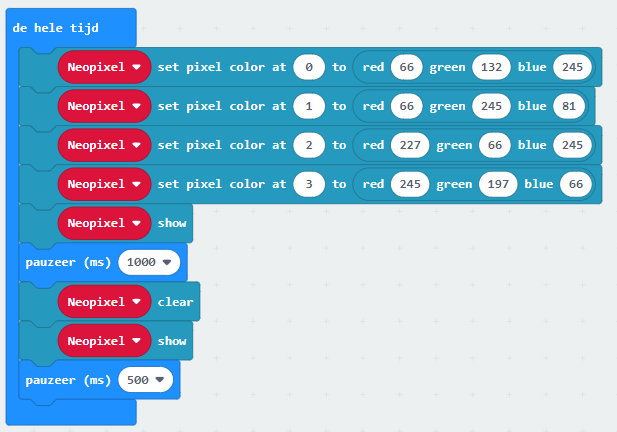 de hele tijd
Neopixel set pixel color at 0 to red 66 green 132 blue 245
Neopixel set pixel color at 1 to red 66 green 245 blue 81
Neopixel set pixel color at 2 to red 227 green 66 blue 245
Neopixel set pixel color at 3 to red 245 green 197 blue 66
Neopixel show
pauzeer (ms) 1000
Neopixel clear
Neopixel show
pauzeer (ms) 500